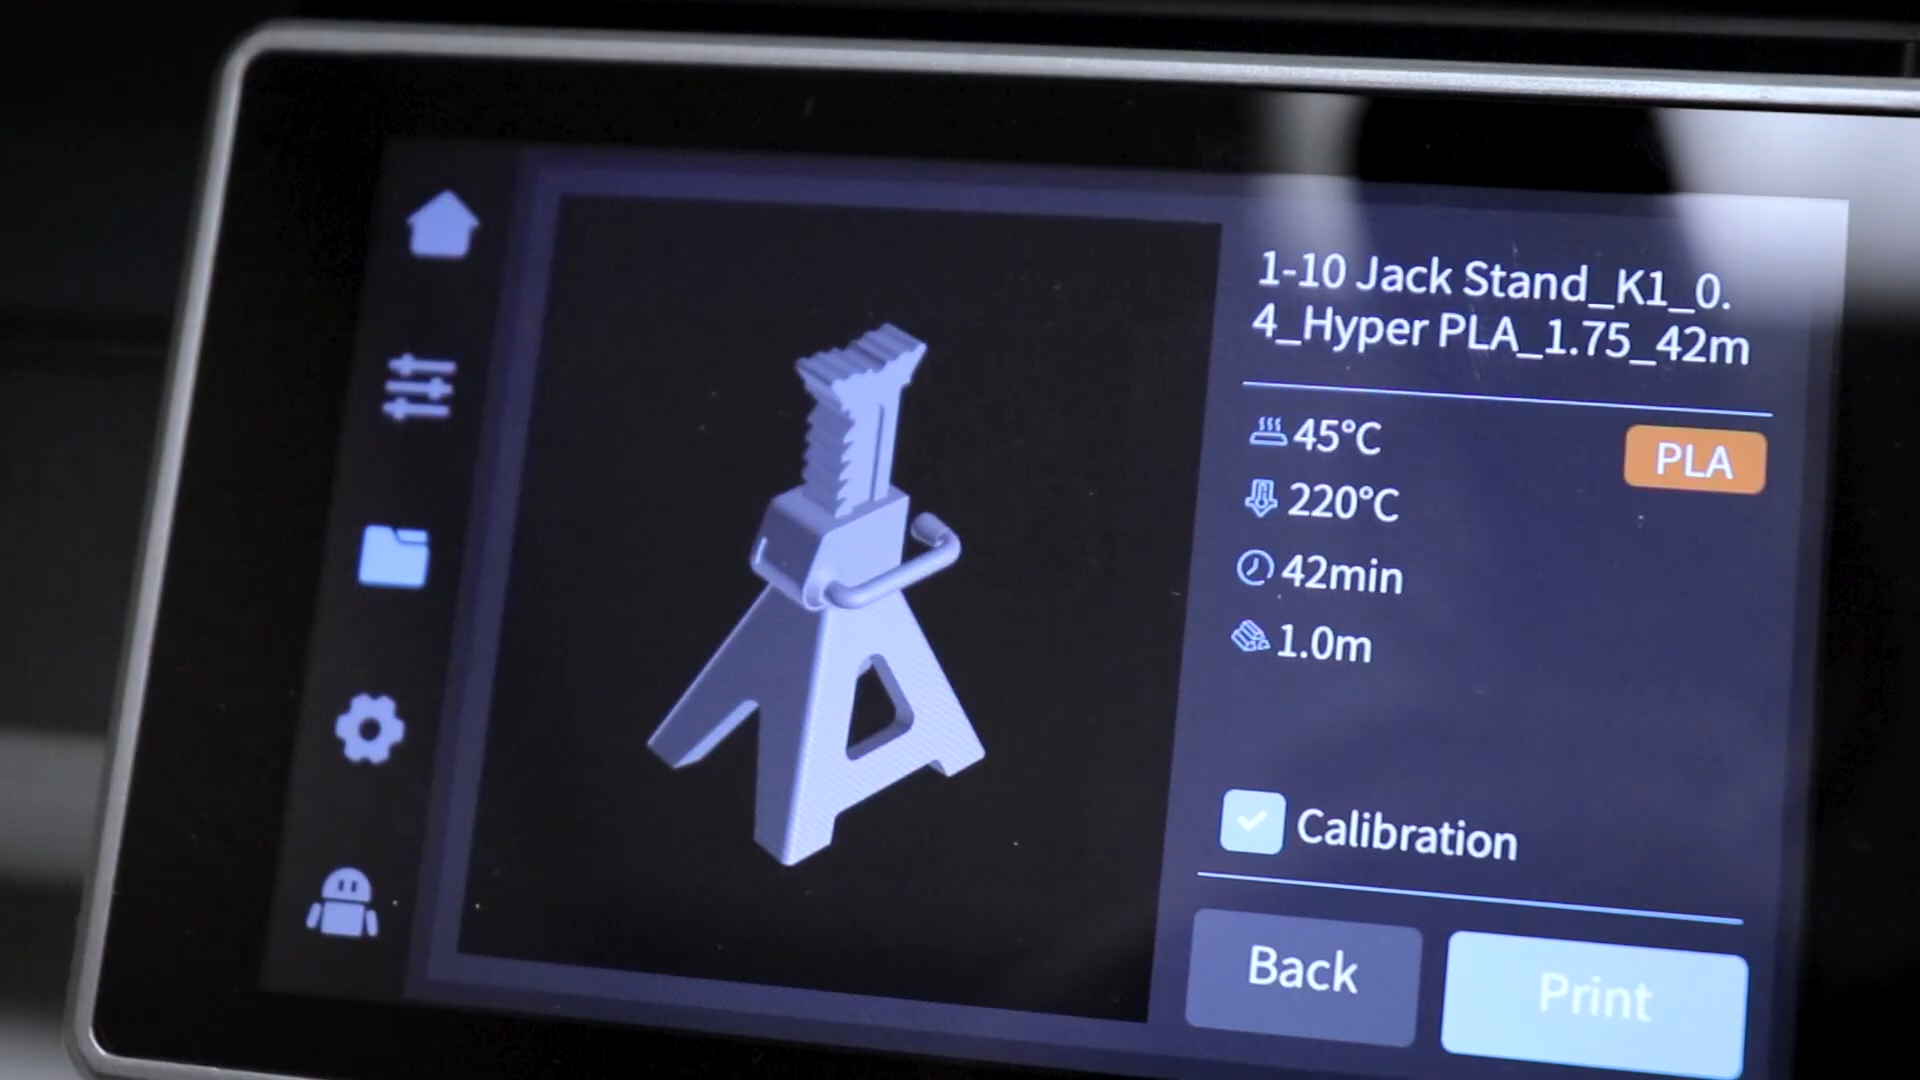 1-10 Jack Stand_K1_0.
4_Hyper PLA_1.75_42m
45°C
PLA
220°C
42min
1.0m
Calibration
Back
Print